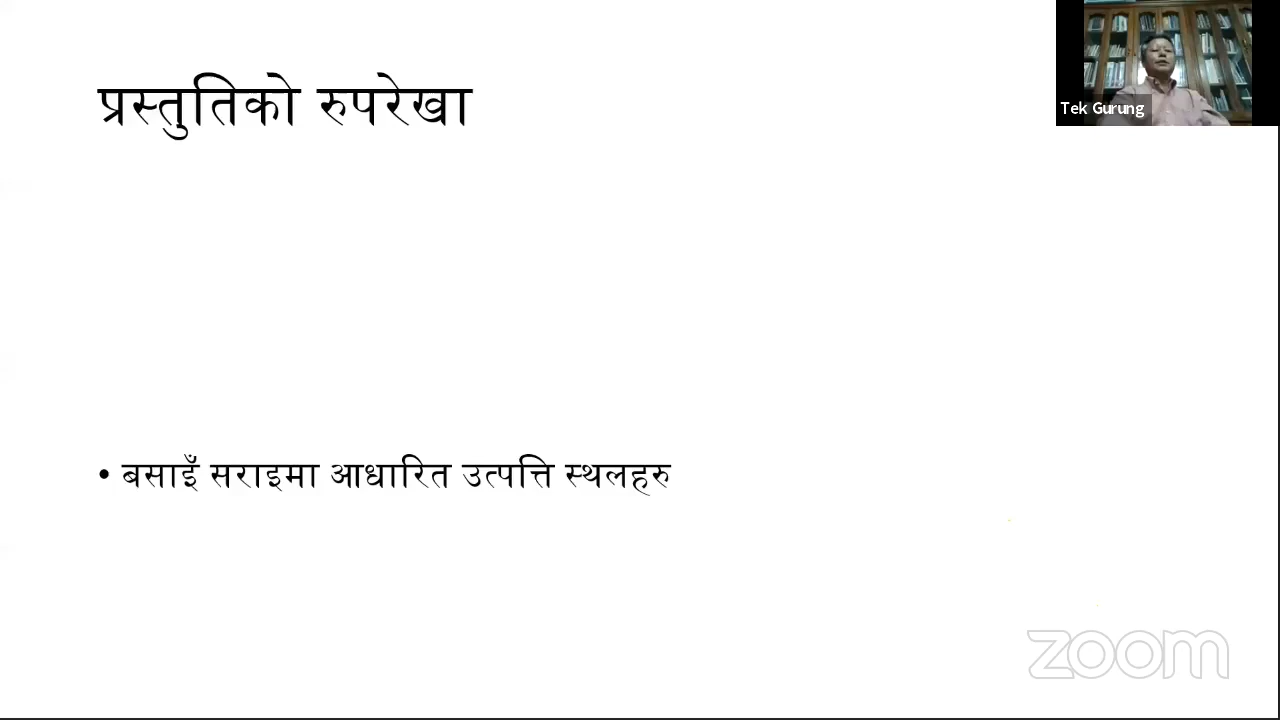 प्रस्तुतिको रुपरेखा
Tek Gurung
• बसाइँ सराइमा आधारित उत्पत्ति स्थलहरु
zoom